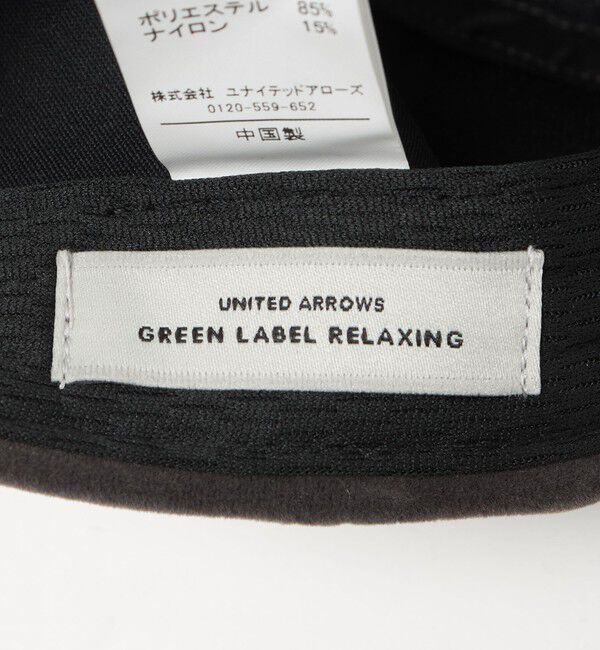 ポリエステル 85%
ナイロン 15%
株式会社 ユナイテッドアローズ
0120-559-652
中国製
UNITED ARROWS
GREEN LABEL RELAXING